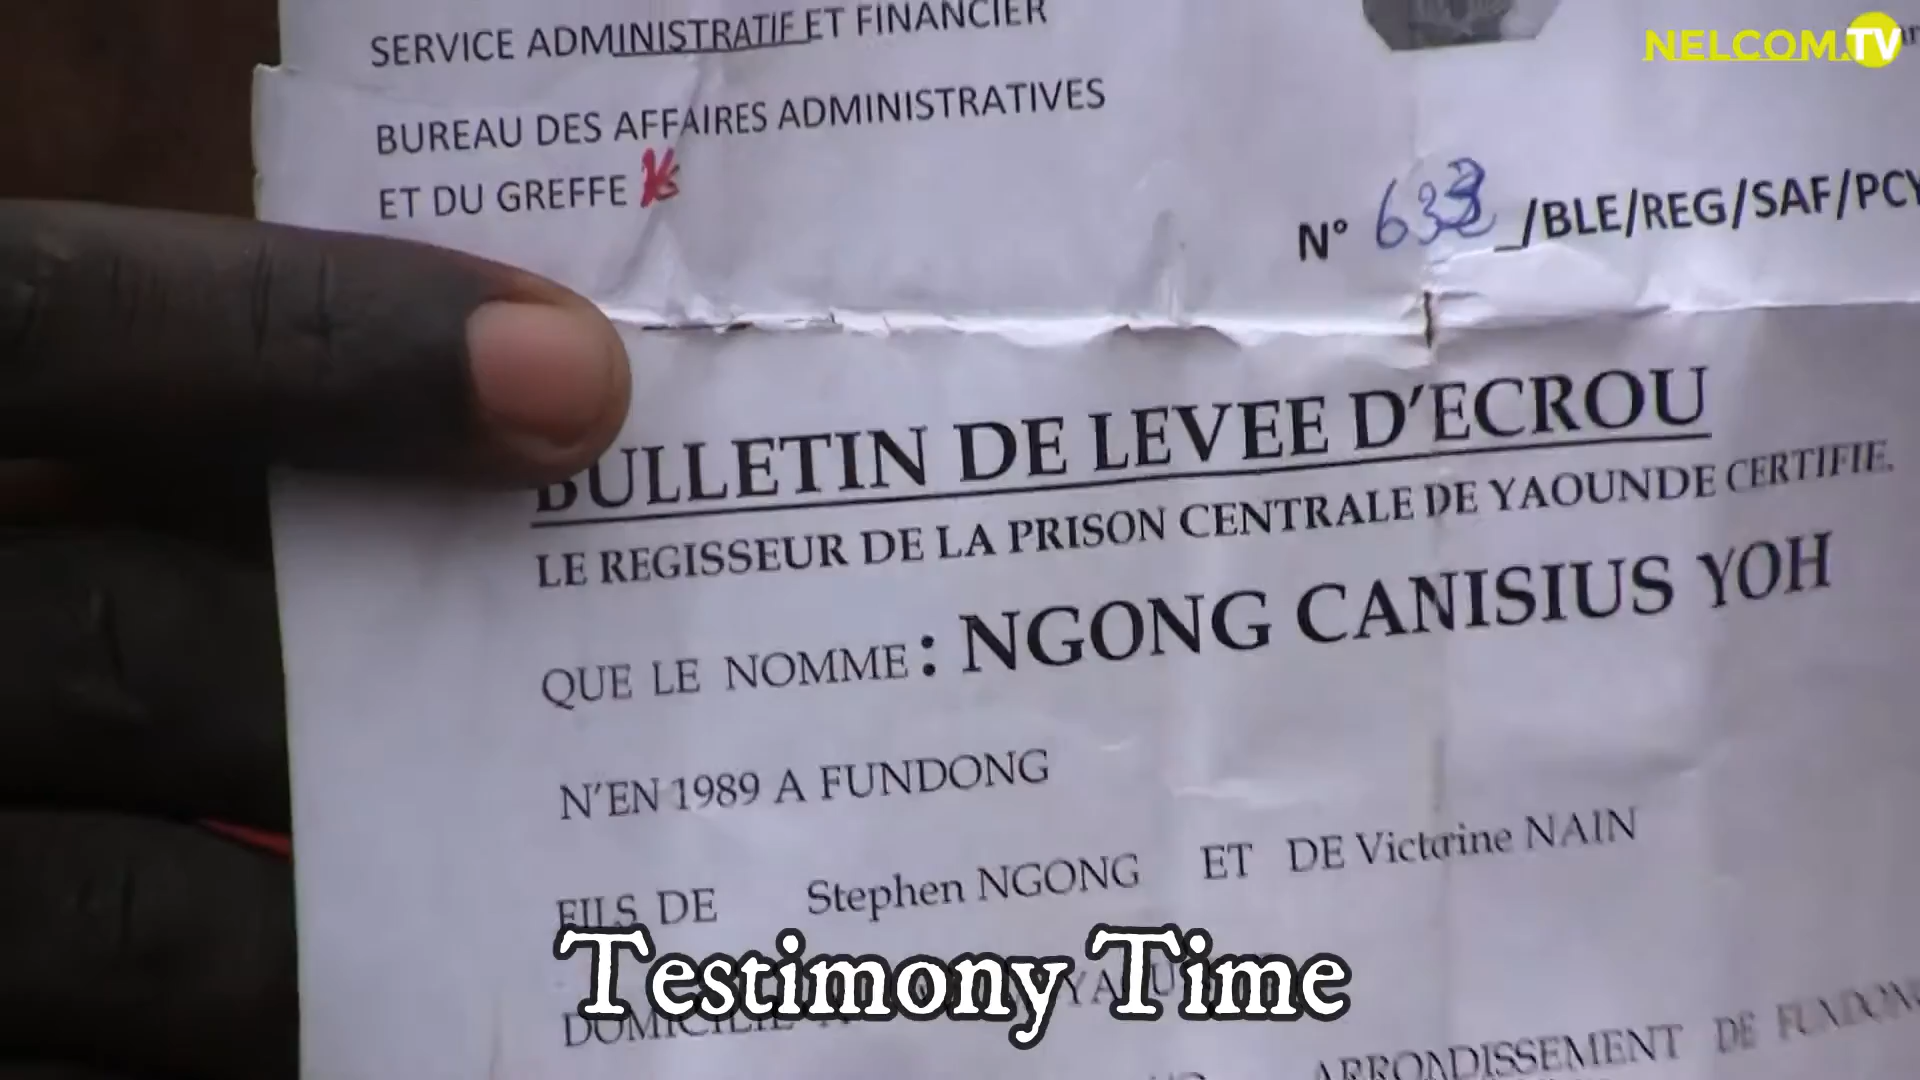 SERVICE ADMINISTRATIF ET FINANCIER
NELCOM.TV
BUREAU DES AFFAIRES ADMINISTRATIVES
ET DU GREFFE
N° /BLE/REG/SAF/PCY
BULLETIN DE LEVEE D'ECROU
LE REGISSEUR DE LA PRISON CENTRALE DE YAOUNDE CERTIFIE.
QUE LE NOMME : NGONG CANISIUS YOH
N'EN 1989 A FUNDONG
FILS DE Stephen NGONG ET DE Victorine NAIN
Testimony Time
DOMICILIE
ARRONDISSEMENT DE FUNDONG